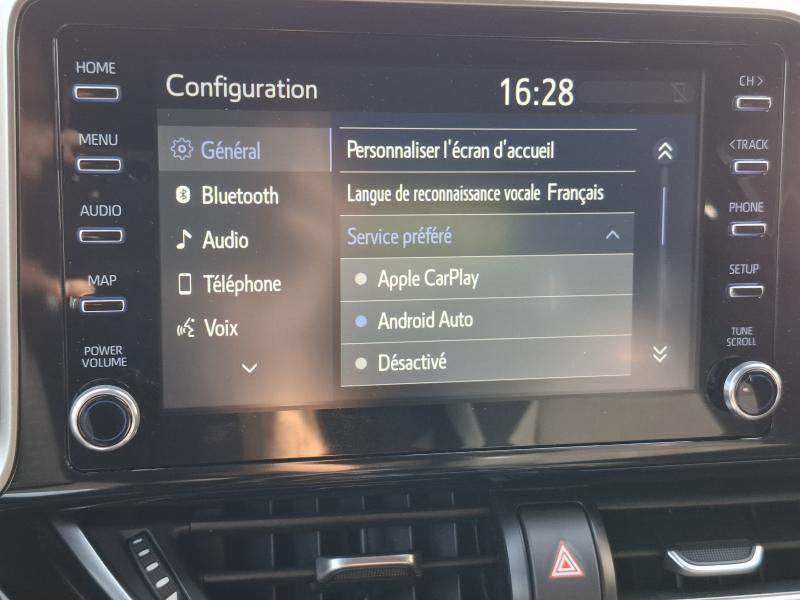 HOME
MENU
AUDIO
MAP
POWER
VOLUME
Configuration 16:28
Général
Bluetooth
Audio
Téléphone
Voix
Personnaliser l'écran d'accueil
Langue de reconnaissance vocale Français
Service préféré
Apple CarPlay
Android Auto
Désactivé
CH >
< TRACK
PHONE
SETUP
TUNE
SCROLL